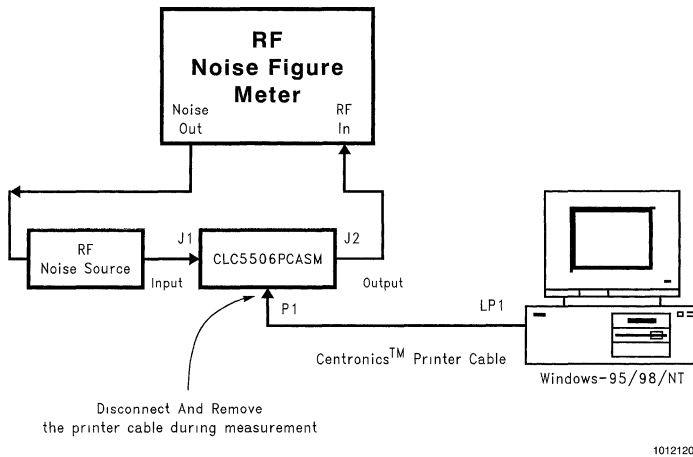 RF
Noise Figure
Meter
Noise
Out
RF
In
RF
Noise Source
Input
J1
CLC5506PCASM
J2
Output
P1
LP1
Centronics™ Printer Cable
Windows-95/98/NT
Disconnect And Remove
the printer cable during measurement
1012120